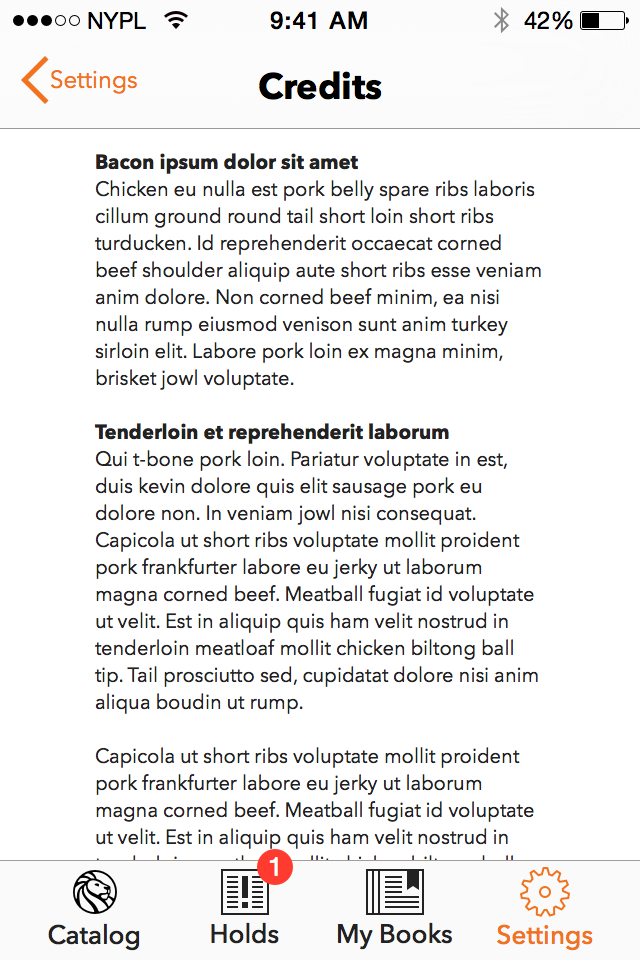 NYPL 9:41 AM 42%
Settings
Credits
Bacon ipsum dolor sit amet
Chicken eu nulla est pork belly spare ribs laboris
cillum ground round tail short loin short ribs
turducken. Id reprehenderit occaecat corned
beef shoulder aliquip aute short ribs esse veniam
anim dolore. Non corned beef minim, ea nisi
nulla rump eiusmod venison sunt anim turkey
sirloin elit. Labore pork loin ex magna minim,
brisket jowl voluptate.
Tenderloin et reprehenderit laborum
Qui t-bone pork loin. Pariatur voluptate in est,
duis kevin dolore quis elit sausage pork eu
dolore non. In veniam jowl nisi consequat.
Capicola ut short ribs voluptate mollit proident
pork frankfurter labore eu jerky ut laborum
magna corned beef. Meatball fugiat id voluptate
ut velit. Est in aliquip quis ham velit nostrud in
tenderloin meatloaf mollit chicken biltong ball
tip. Tail prosciutto sed, cupidatat dolore nisi anim
aliqua boudin ut rump.
Capicola ut short ribs voluptate mollit proident
pork frankfurter labore eu jerky ut laborum
magna corned beef. Meatball fugiat id voluptate
ut velit. Est in aliquip quis ham velit nostrud in
1
Catalog Holds My Books Settings